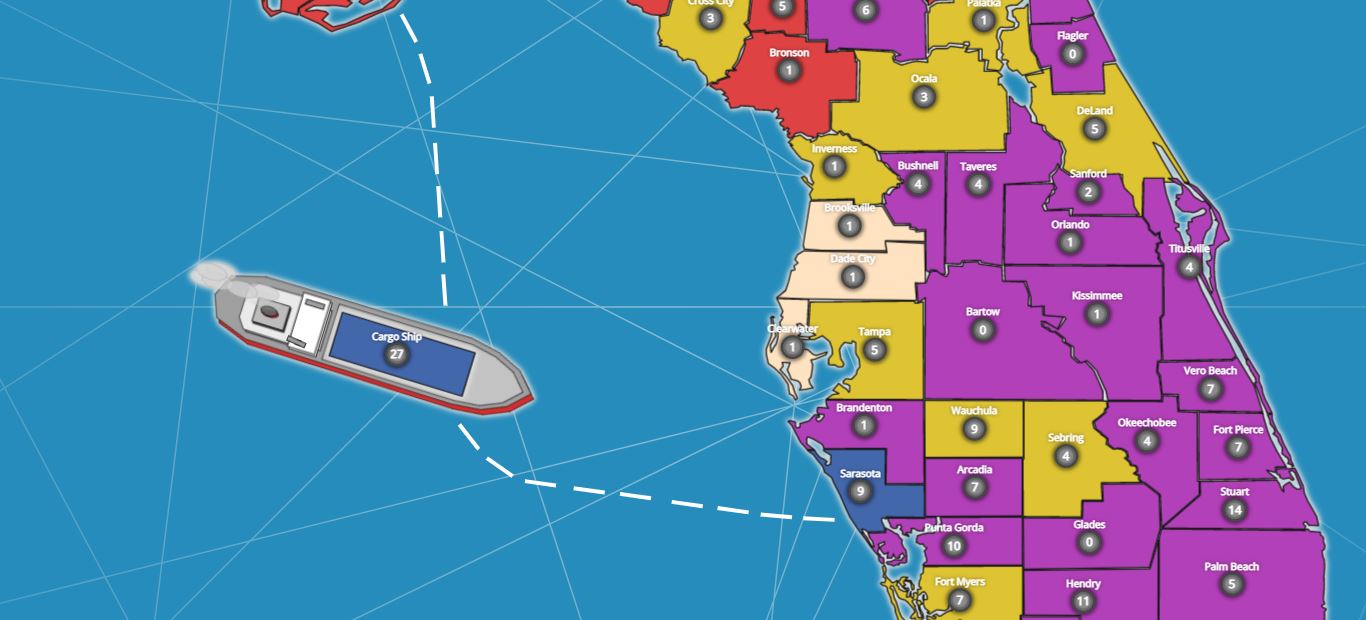 Cross City
3
5
6
Palatka
1
Flagler
0
Bronson
1
Ocala
3
DeLand
5
Inverness
1
Bushnell
4
Taveres
4
Sanford
2
Brooksville
1
Orlando
1
Titusville
4
Dade City
1
Kissimmee
1
Bartow
0
Clearwater
1
Tampa
5
Cargo Ship
27
Vero Beach
7
Brandenton
1
Wauchula
9
Sebring
4
Okeechobee
4
Fort Pierce
7
Sarasota
9
Arcadia
7
Stuart
14
Punta Gorda
10
Glades
0
Palm Beach
5
Fort Myers
7
Hendry
11